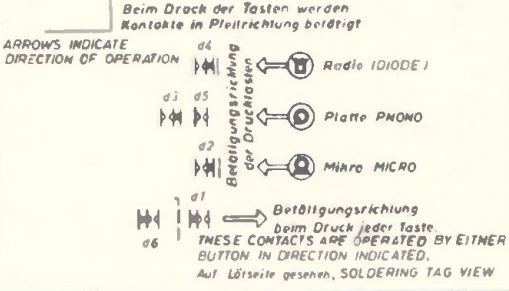 Beim Druck der Tasten werden
Kontakte in Pfeilrichtung betätigt
ARROWS INDICATE
DIRECTION OF OPERATION
d4
Radio (DIODE)
d3 d5
Platte PHONO
d2
Mikro MICRO
Betätigungsrichtung
der Drucktasten
d1
d6
Betätigungsrichtung
beim Druck jeder Taste.
THESE CONTACTS ARE OPERATED BY EITHER
BUTTON IN DIRECTION INDICATED.
Auf Lötseite gesehen, SOLDERING TAG VIEW